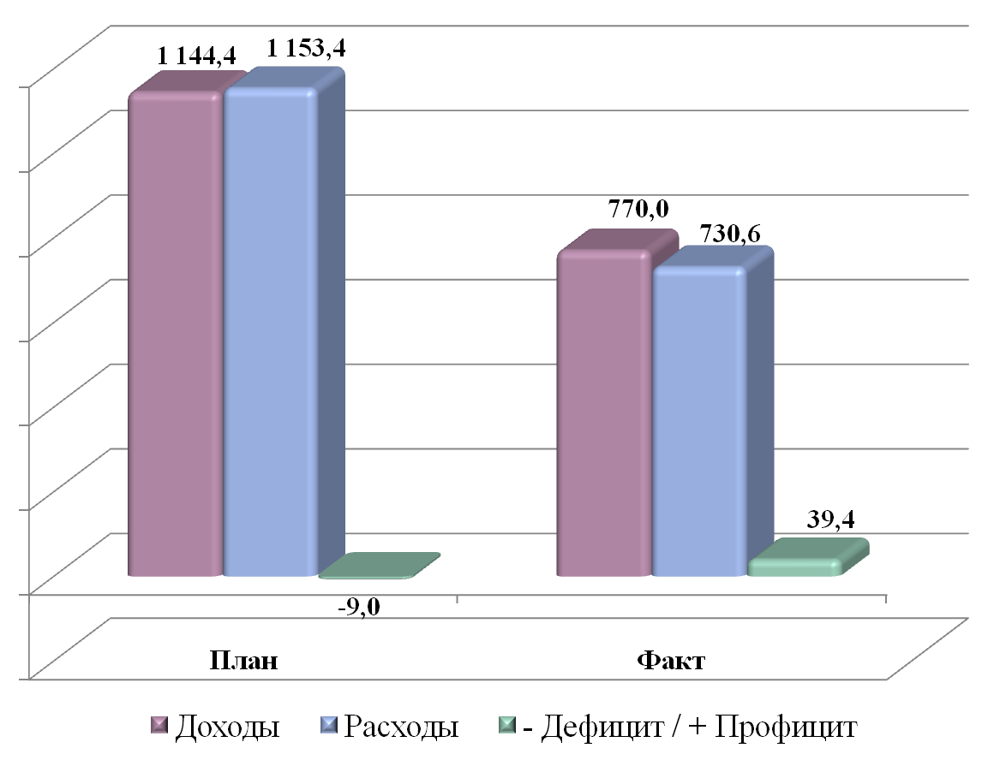 1 144,4
1 153,4
770,0
730,6
39,4
-9,0
План
Факт
Доходы
Расходы
- Дефицит / + Профицит